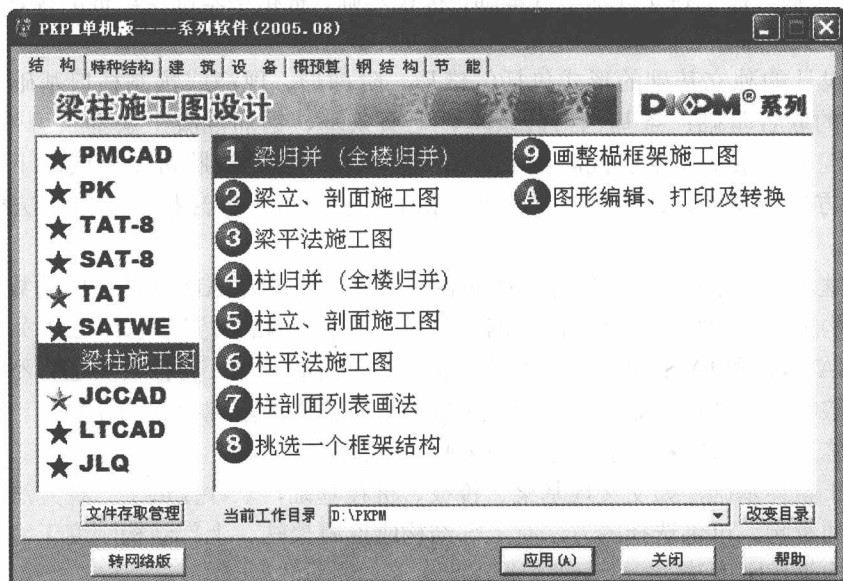 PKPM单机版----系列软件(2005.08)
结 构 特种结构 建 筑 设 备 概预算 钢 结 构 节 能
梁柱施工图设计 PKPM®系列
PMCAD
PK
TAT-8
SAT-8
TAT
SATWE
梁柱施工图
JCCAD
LTCAD
JLQ
1 梁归并 (全楼归并)
2 梁立、剖面施工图
3 梁平法施工图
4 柱归并 (全楼归并)
5 柱立、剖面施工图
6 柱平法施工图
7 柱剖面列表画法
8 挑选一个框架结构
9 画整榀框架施工图
A 图形编辑、打印及转换
文件存取管理 当前工作目录 D:\PKPM 改变目录
转网络版 应用(A) 关闭 帮助